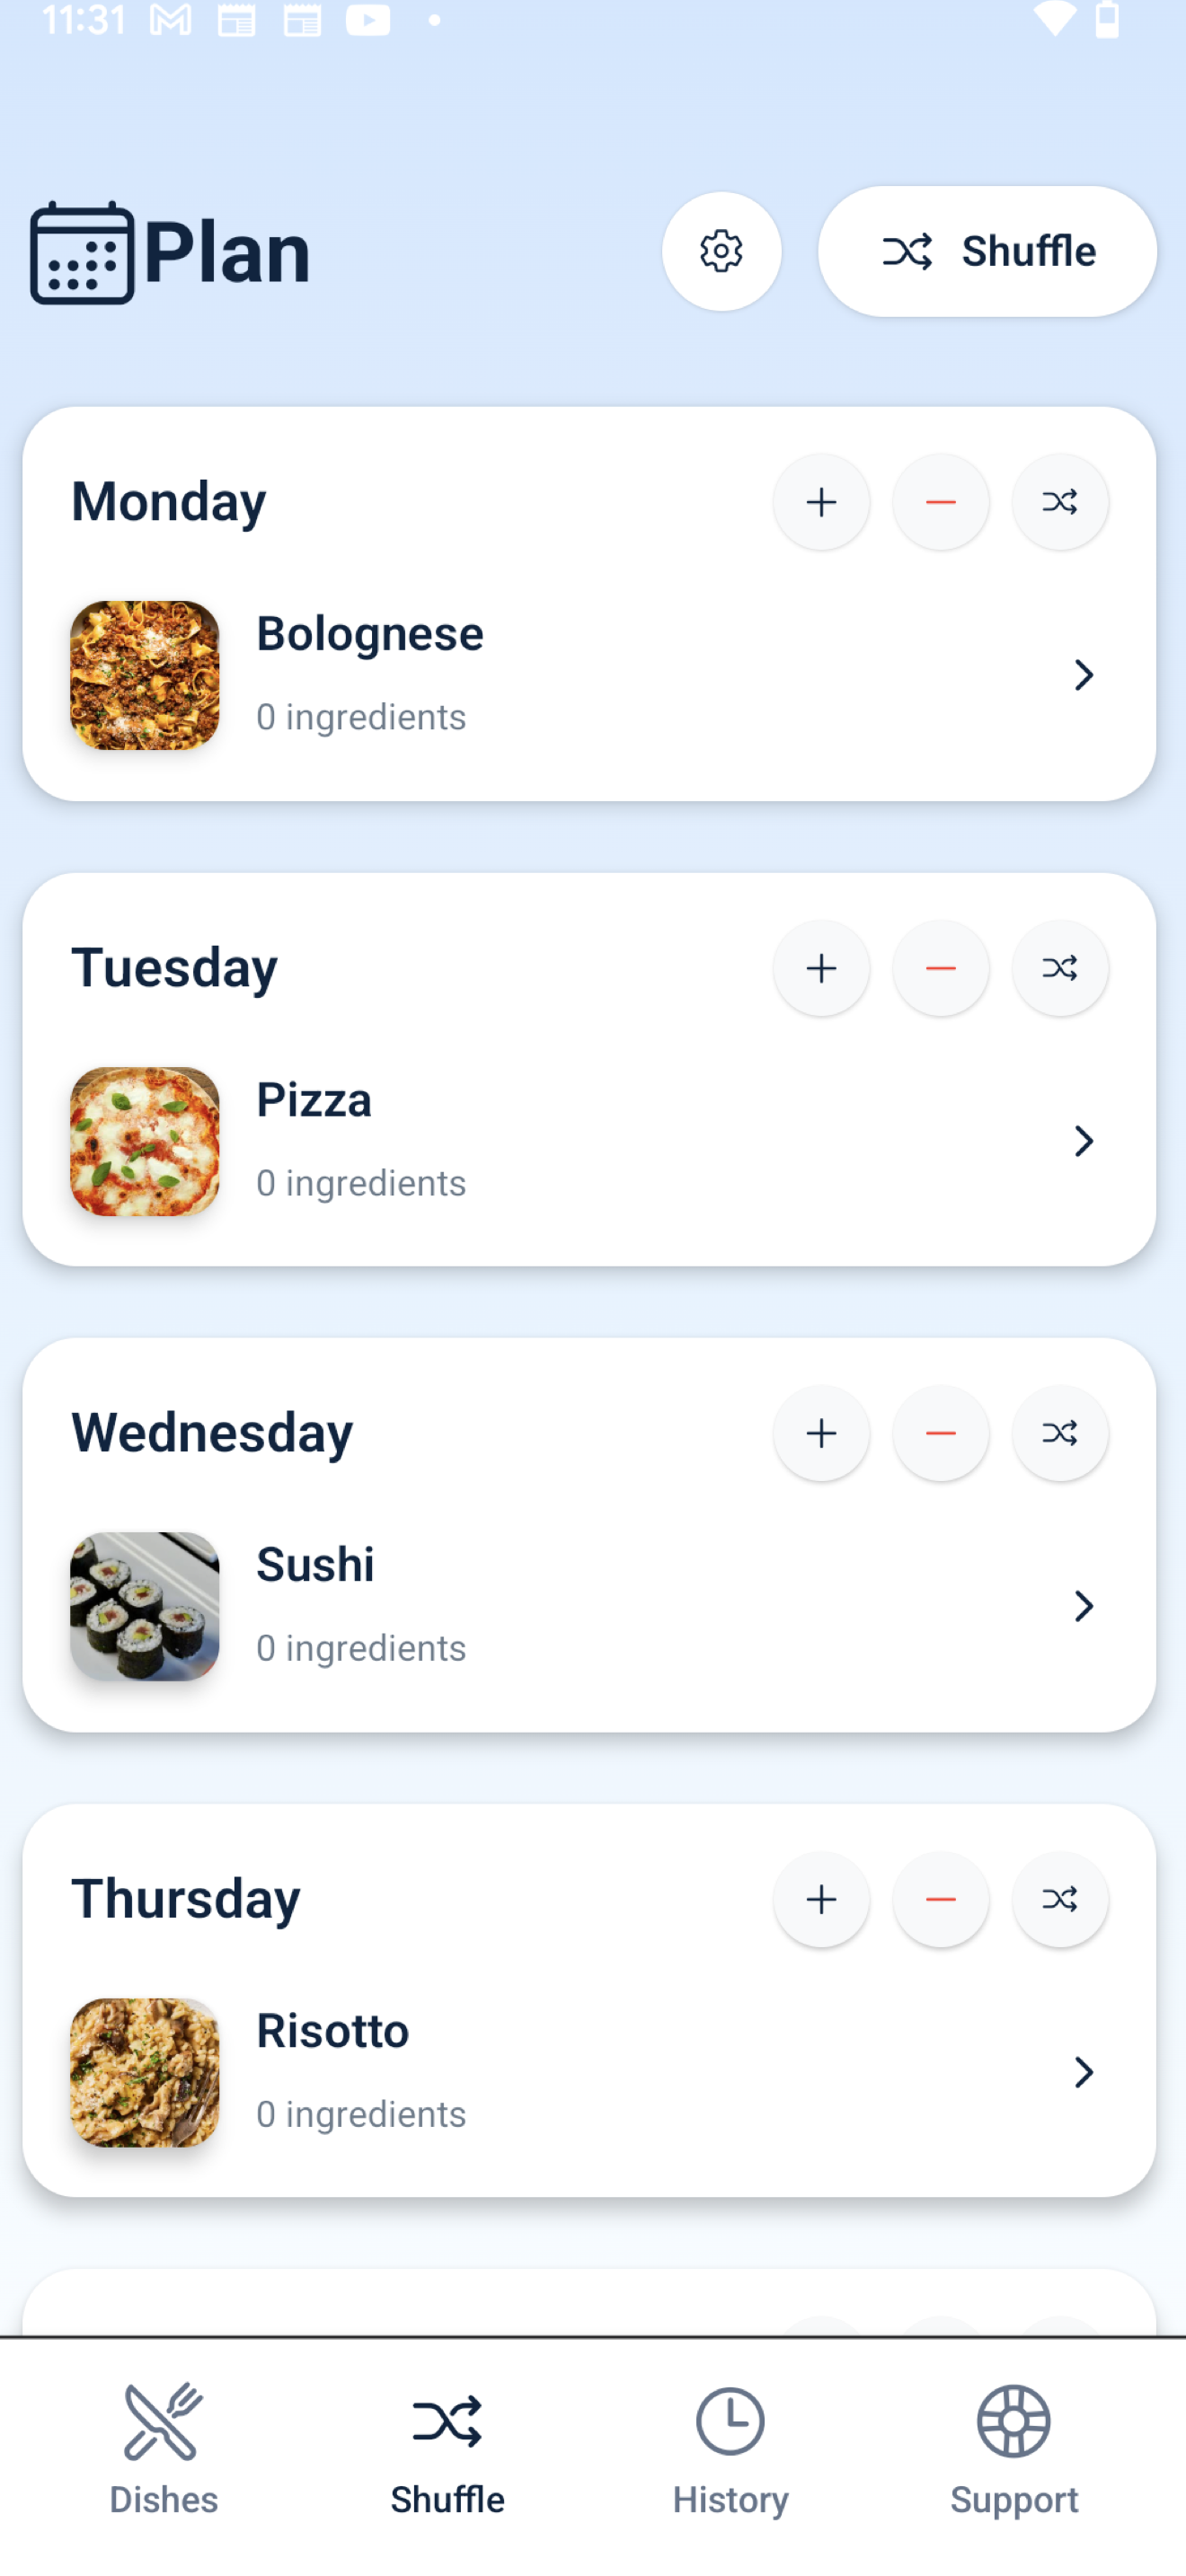 11:31
Plan
Shuffle
Monday
Bolognese
0 ingredients
Tuesday
Pizza
0 ingredients
Wednesday
Sushi
0 ingredients
Thursday
Risotto
0 ingredients
Dishes
Shuffle
History
Support